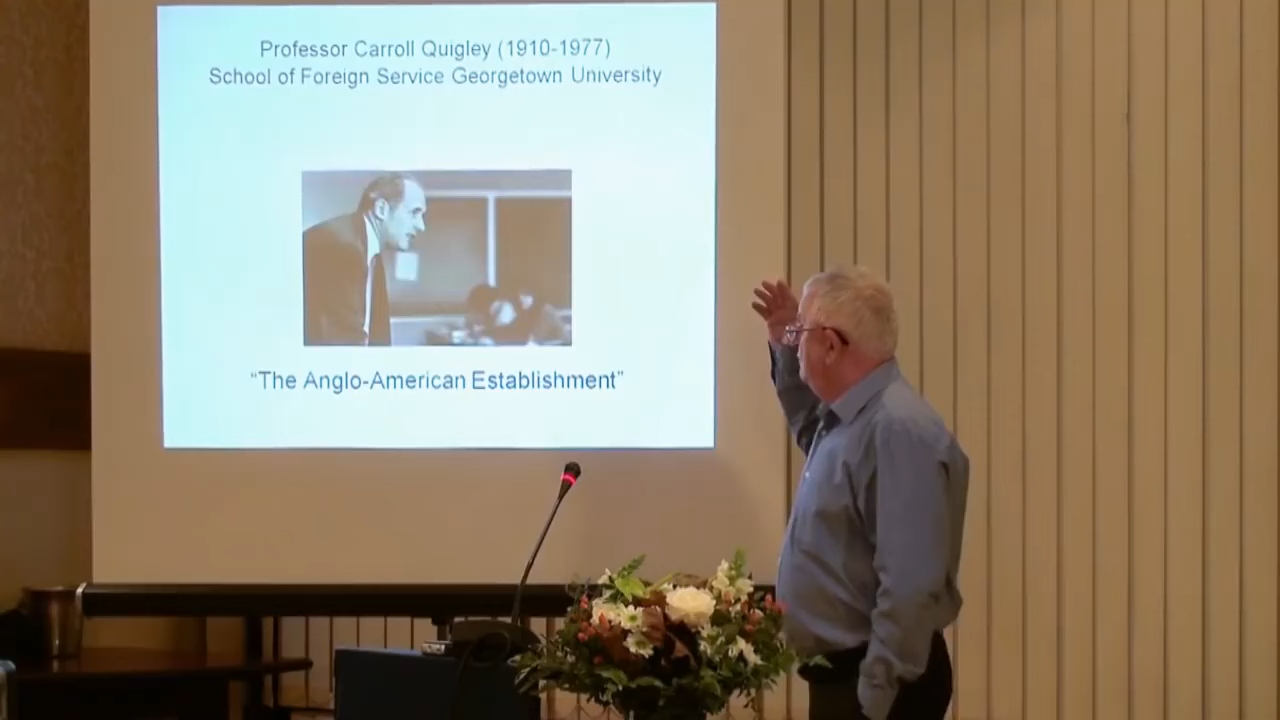 Professor Carroll Quigley (1910-1977)
School of Foreign Service Georgetown University
“The Anglo-American Establishment”